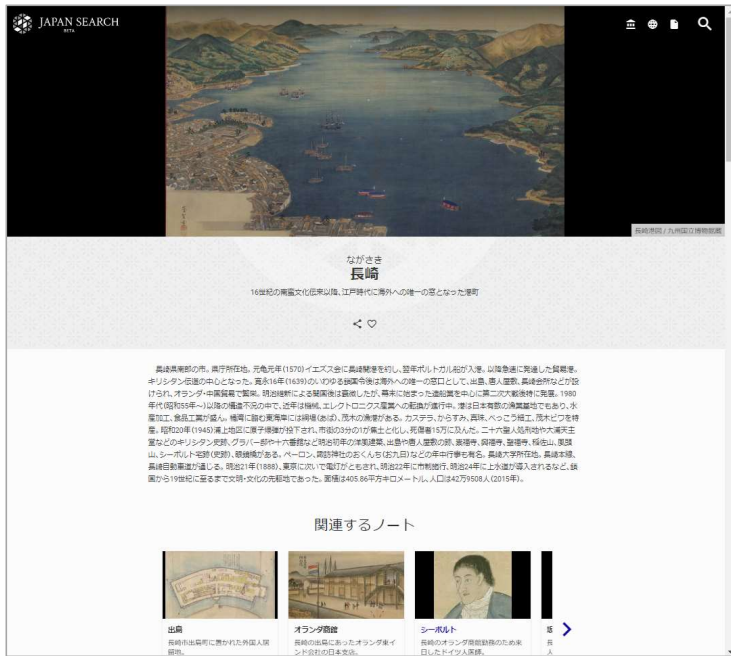 JAPAN SEARCH
BETA
長崎港図 / 九州国立博物館蔵
ながさき
長崎
16世紀の南蛮文化伝来以降、江戸時代に海外への唯一の窓となった港町
長崎県南部の市。県庁所在地。元亀元年(1570)イエズス会に長崎開港を約し、翌年ポルトガル船が入港。以降急速に発達した貿易港。
キリシタン伝道の中心となった。寛永16年(1639)のいわゆる鎖国令後は海外への唯一の窓口として、出島、唐人屋敷、長崎会所などが設
けられ、オランダ・中国貿易で繁栄。明治維新による開国後は衰微したが、幕末に始まった造船業を中心に第二次大戦後特に発展。1980
年代(昭和55年～)以降の構造不況の中で、近年は機械、エレクトロニクス産業への転換が進行中。港は日本有数の漁業基地でもあり、水
産加工、食品工業が盛ん。橘湾に臨む東海岸には網場(あば)、茂木の漁港がある。カステラ、からすみ、真珠、べっこう細工、茂木ビワを特
産。昭和20年(1945)浦上地区に原子爆弾が投下され、市街の3分の1が焦土と化し、死傷者15万に及んだ。二十六聖人処刑地や大浦天主
堂などのキリシタン史跡、グラバー邸や十六番館など明治初年の洋風建築、出島や唐人屋敷の跡、崇福寺、興福寺、聖福寺、稲佐山、風頭
山、シーボルト宅跡(史跡)、眼鏡橋がある。ペーロン、諏訪神社のおくんち(お九日)などの年中行事も有名。長崎大学所在地。長崎本線、
長崎自動車道が通じる。明治21年(1888)、東京に次いで電灯がともされ、明治22年に市制施行、明治24年に上水道が導入されるなど、鎖
国から19世紀に至るまで文明・文化の先駆地であった。面積は405.86平方キロメートル、人口は42万9508人(2015年)。
関連するノート
出島
長崎市出島町に置かれた外国人居
留地。
オランダ商館
長崎の出島にあったオランダ東イ
ンド会社の日本支店。
シーボルト
長崎のオランダ商館勤務のため来
日したドイツ人医師。